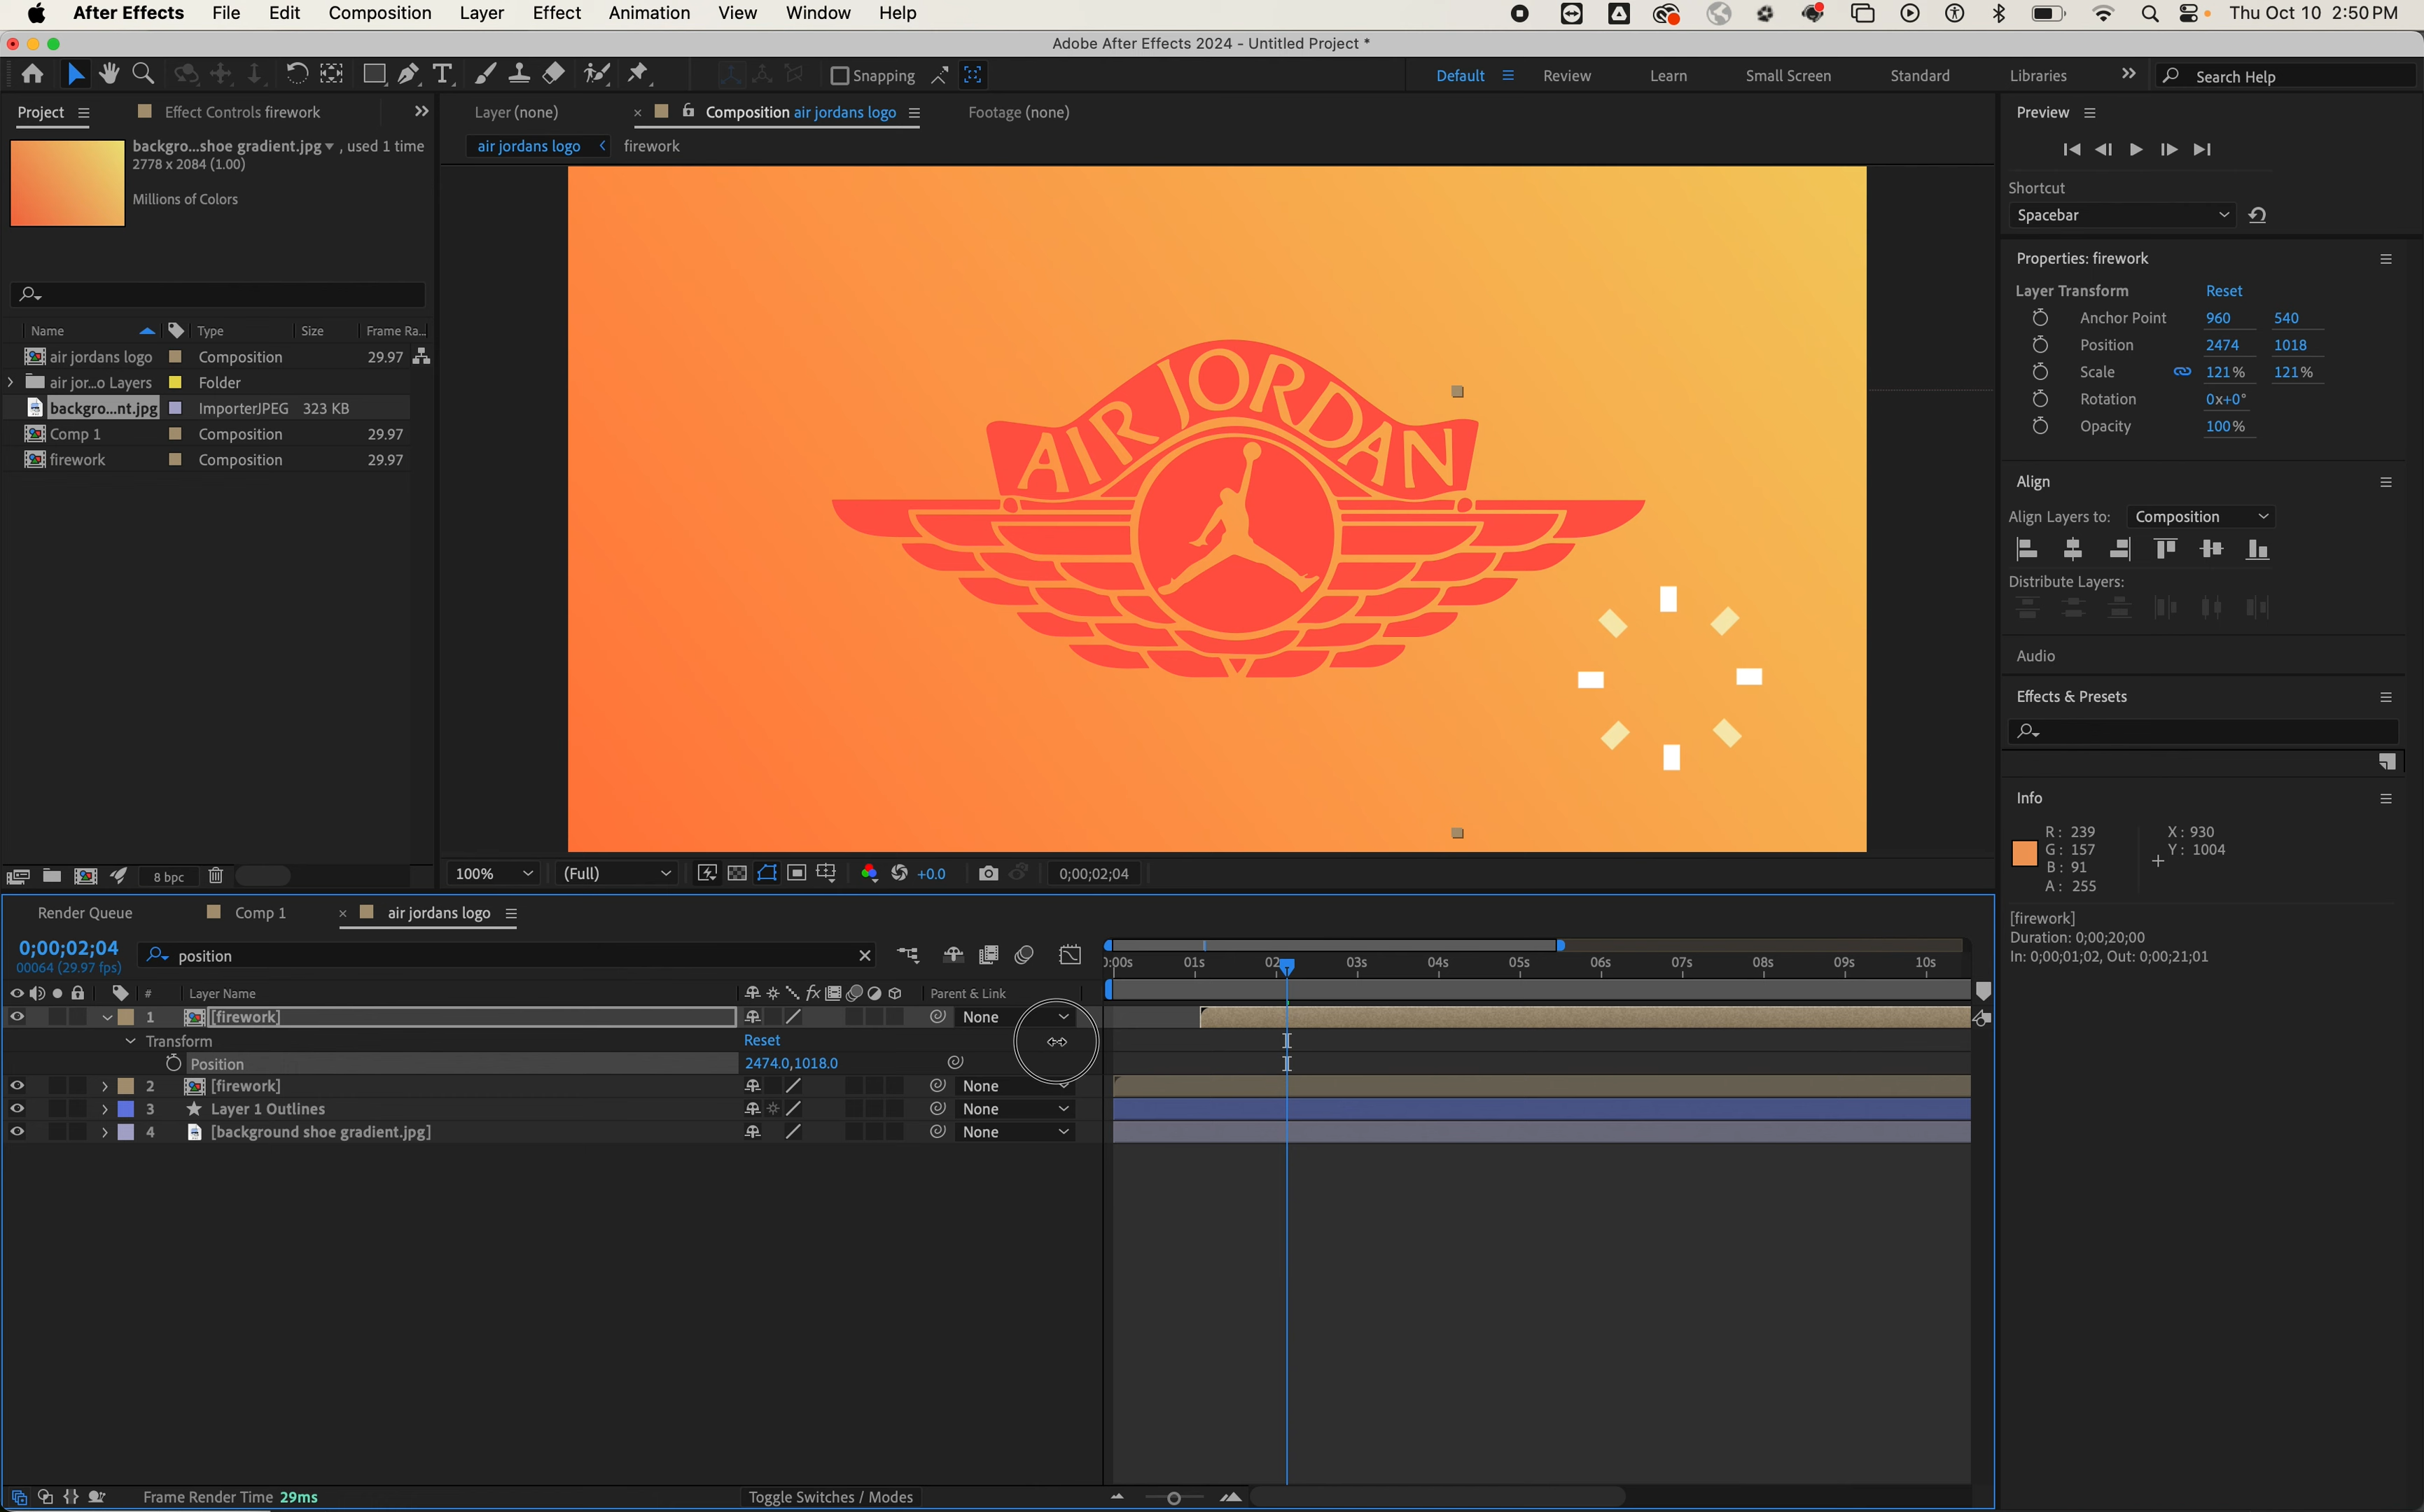 After Effects File Edit Composition Layer Effect Animation View Window Help Thu Oct 10 2:50 PM
Adobe After Effects 2024 - Untitled Project *
Snapping Default Review Learn Small Screen Standard Libraries Search Help
Project Effect Controls firework Layer (none) Composition air jordans logo Footage (none) Preview
backgro...shoe gradient.jpg , used 1 time
2778 x 2084 (1.00)
Millions of Colors
air jordans logo firework
Shortcut
Spacebar
Properties: firework
Layer Transform Reset
Anchor Point 960 540
Position 2474 1018
Scale 121% 121%
Rotation 0x+0°
Opacity 100%
Name Type Size Frame Ra...
air jordans logo Composition 29.97
air jor...o Layers Folder
backgro...nt.jpg ImporterJPEG 323 KB
Comp 1 Composition 29.97
firework Composition 29.97
AIR JORDAN
Align
Align Layers to: Composition
Distribute Layers:
Audio
Effects & Presets
Info
R: 239 X: 930
G: 157 Y: 1004
B: 91
A: 255
[firework]
Duration: 0;00;20;00
In: 0;00;01;02, Out: 0;00;21;01
8 bpc 100% (Full) +0.0 0;00;02;04
Render Queue Comp 1 air jordans logo
0;00;02;04 position
00064 (29.97 fps)
0:00s 01s 02 03s 04s 05s 06s 07s 08s 09s 10s
# Layer Name fx Parent & Link
1 [firework] None
Transform Reset
Position 2474.0,1018.0
2 [firework] None
3 Layer 1 Outlines None
4 [background shoe gradient.jpg] None
Frame Render Time 29ms Toggle Switches / Modes